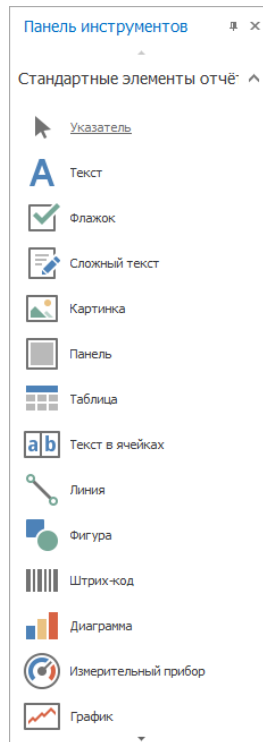 Панель инструментов
Стандартные элементы отчёт
Указатель
Текст
Флажок
Сложный текст
Картинка
Панель
Таблица
a b Текст в ячейках
Линия
Фигура
Штрих-код
Диаграмма
Измерительный прибор
График